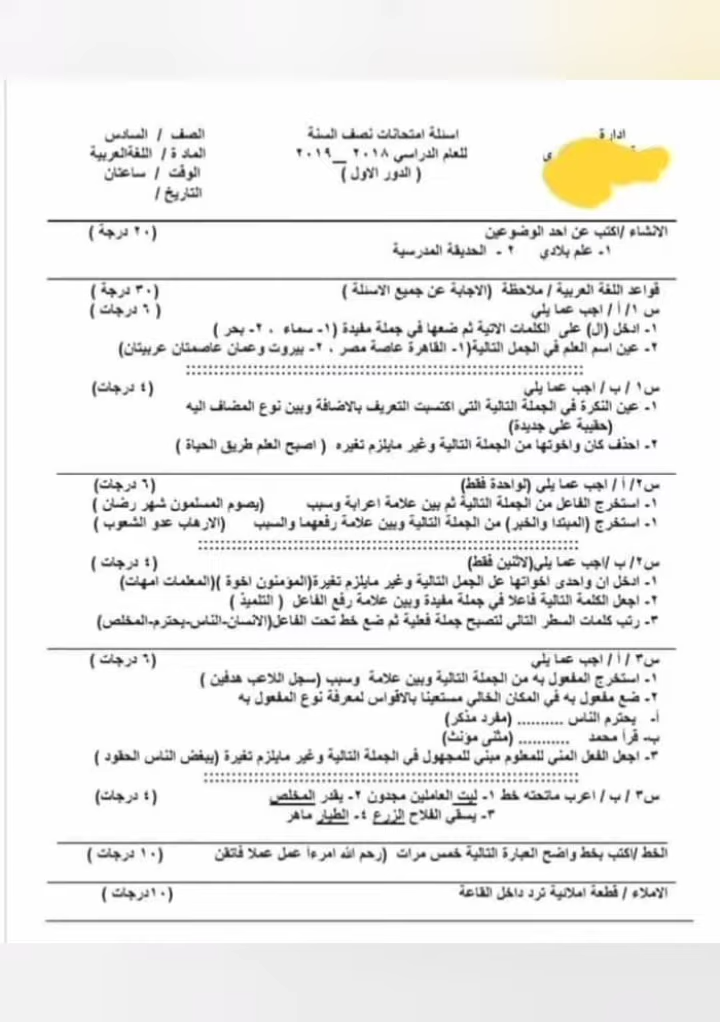 ادارة
اسئلة امتحانات نصف السنة
للعام الدراسي ٢٠١٨ __ ٢٠١٩
( الدور الاول )
الصف / السادس
المادة / اللغةالعربية
الوقت / ساعتان
التاريخ /
الانشاء /اكتب عن احد الوضوعين (٢٠ درجة )
١- علم بلادي ٢ - الحديقة المدرسية
قواعد اللغة العربية / ملاحظة (الاجابة عن جميع الاسئلة ) (٣٠ درجة )
س ١/ أ / اجب عما يلي ( ٦ درجات )
١- ادخل (ال) على الكلمات الاتية ثم ضعها في جملة مفيدة (١- سماء ، ٢- بحر )
٢- عين اسم العلم في الجمل التالية(١- القاهرة عاصة مصر ، ٢- بيروت وعمان عاصمتان عربيتان)
س١ / ب / اجب عما يلي (٤ درجات)
١- عين النكرة في الجملة التالية التي اكتسبت التعريف بالاضافة وبين نوع المضاف اليه
(حقيبة علي جديدة)
٢- احذف كان واخوتها من الجملة التالية وغير مايلزم تغيره ( اصبح العلم طريق الحياة )
س٢/ أ / اجب عما يلي (لواحدة فقط) (٦ درجات)
١- استخرج الفاعل من الجملة التالية ثم بين علامة اعرابة وسبب (يصوم المسلمون شهر رضان )
١- استخرج (المبتدا والخبر) من الجملة التالية وبين علامة رفعهما والسبب (الارهاب عدو الشعوب )
س٢/ ب /اجب عما يلي(لاثنين فقط) (٤ درجات )
١- ادخل ان واحدى اخواتها عل الجمل التالية وغير مايلزم تغيرة(المؤمنون اخوة )(المعلمات امهات)
٢- اجعل الكلمة التالية فاعلا في جملة مفيدة وبين علامة رفع الفاعل ( التلميذ )
٣- رتب كلمات السطر التالي لتصبح جملة فعلية ثم ضع خط تحت الفاعل(الانسان-الناس-يحترم-المخلص)
س٣ / أ / اجب عما يلي (٦ درجات )
١- استخرج المفعول به من الجملة التالية وبين علامة وسبب (سجل اللاعب هدفين )
٢- ضع مفعول به في المكان الخالي مستعينا بالاقواس لمعرفة نوع المفعول به
أ- يحترم الناس .......... (مفرد مذكر)
ب- قرأ محمد .......... (مثنى مؤنث)
٣- اجعل الفعل المني للمعلوم مبني للمجهول في الجملة التالية وغير مايلزم تغيرة (يبغض الناس الحقود )
س٣ / ب / اعرب ماتحته خط ١- ليت العاملين مجدون ٢- يقدر المخلص (٤ درجات)
٣- يسقي الفلاح الزرع ٤- الطيار ماهر
الخط /اكتب بخط واضح العبارة التالية خمس مرات (رحم الله امرءأ عمل عملا فاتقن (١٠ درجات )
الاملاء / قطعة املائية ترد داخل القاعة (١٠درجات )